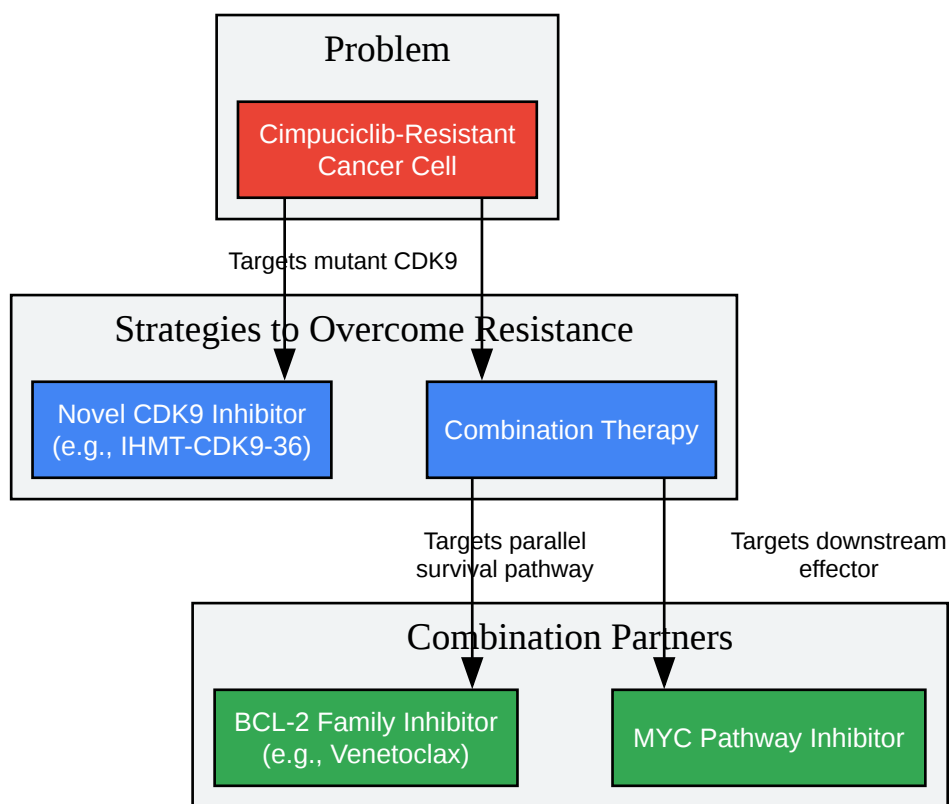 Problem
Cimpuciclib-Resistant
Cancer Cell
Targets mutant CDK9
Strategies to Overcome Resistance
Novel CDK9 Inhibitor
(e.g., IHMT-CDK9-36)
Combination Therapy
Targets parallel
survival pathway
Targets downstream
effector
Combination Partners
BCL-2 Family Inhibitor
(e.g., Venetoclax)
MYC Pathway Inhibitor